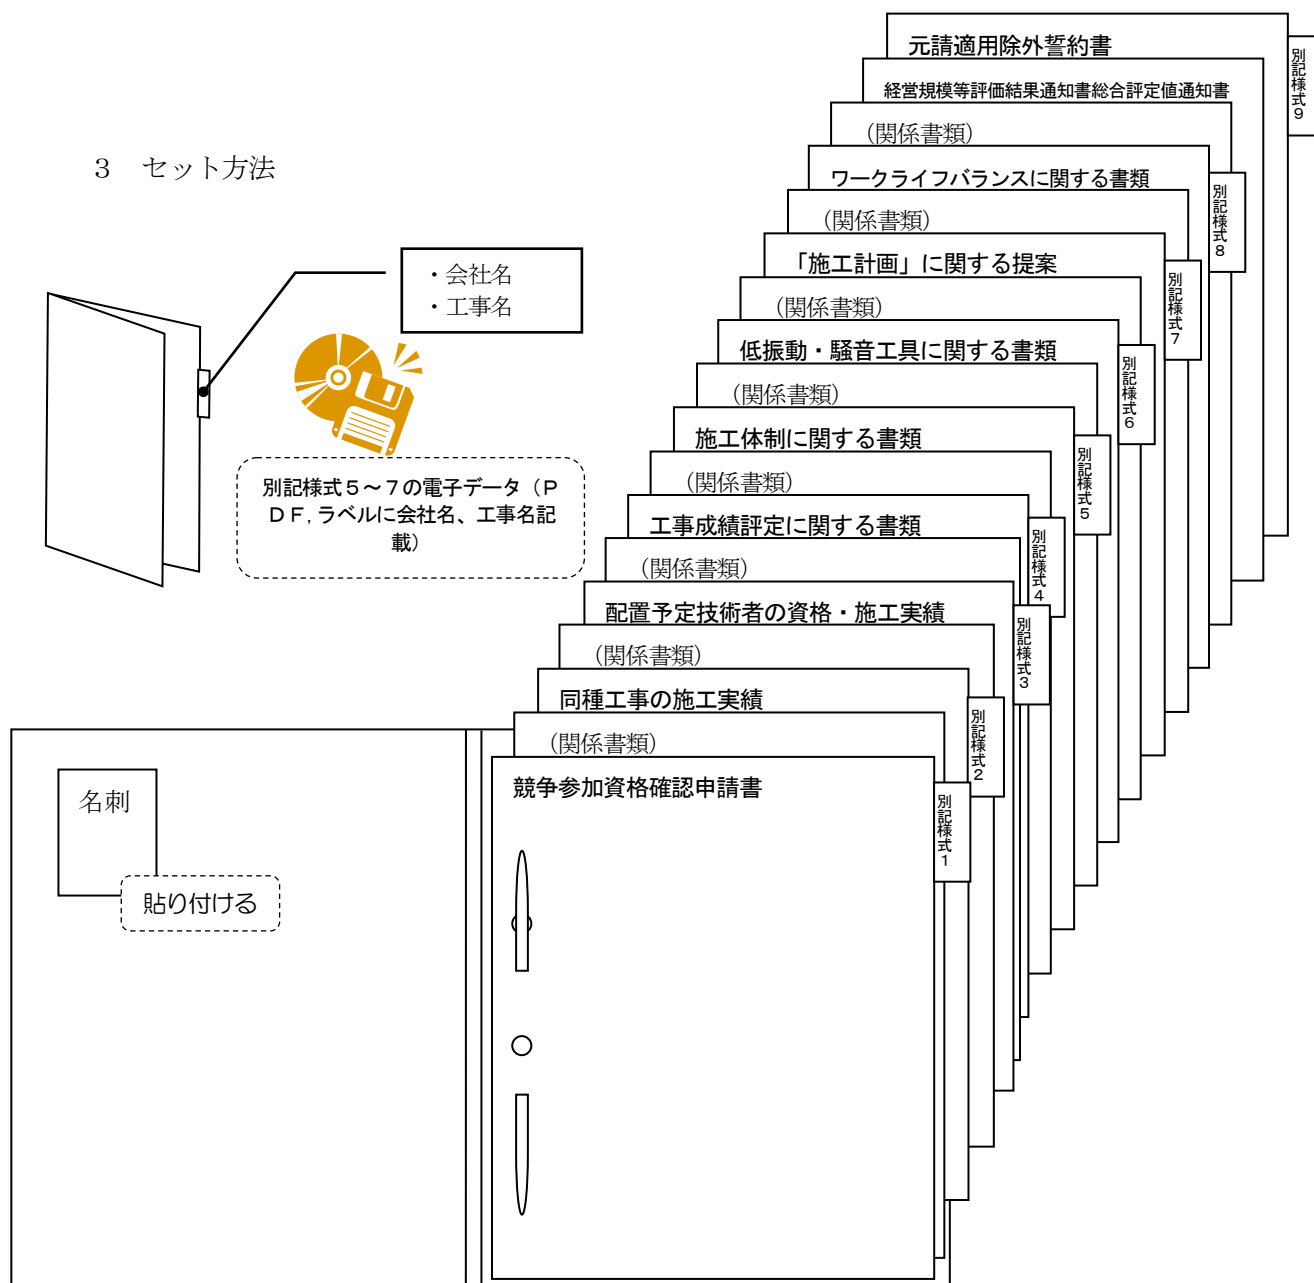 ３　セット方法
・会社名
・工事名
別記様式５～７の電子データ（Ｐ
ＤＦ,ラベルに会社名、工事名記
載）
元請適用除外誓約書
別記様式９
経営規模等評価結果通知書総合評定値通知書
（関係書類）
ワークライフバランスに関する書類
別記様式８
（関係書類）
「施工計画」に関する提案
別記様式７
（関係書類）
低振動・騒音工具に関する書類
別記様式６
（関係書類）
施工体制に関する書類
別記様式５
（関係書類）
工事成績評定に関する書類
別記様式４
（関係書類）
配置予定技術者の資格・施工実績
別記様式３
（関係書類）
同種工事の施工実績
別記様式２
（関係書類）
競争参加資格確認申請書
別記様式１
名刺
貼り付ける